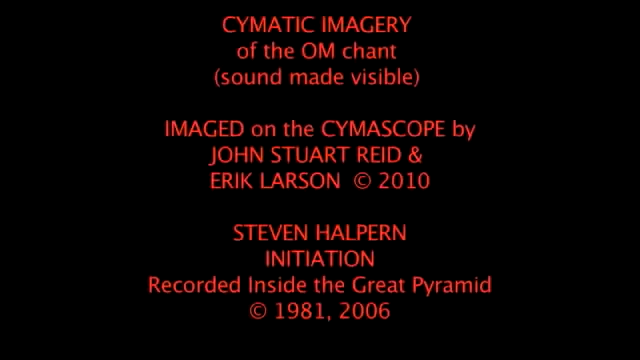 CYMATIC IMAGERY
of the OM chant
(sound made visible)
IMAGED on the CYMASCOPE by
JOHN STUART REID &
ERIK LARSON © 2010
STEVEN HALPERN
INITIATION
Recorded Inside the Great Pyramid
© 1981, 2006